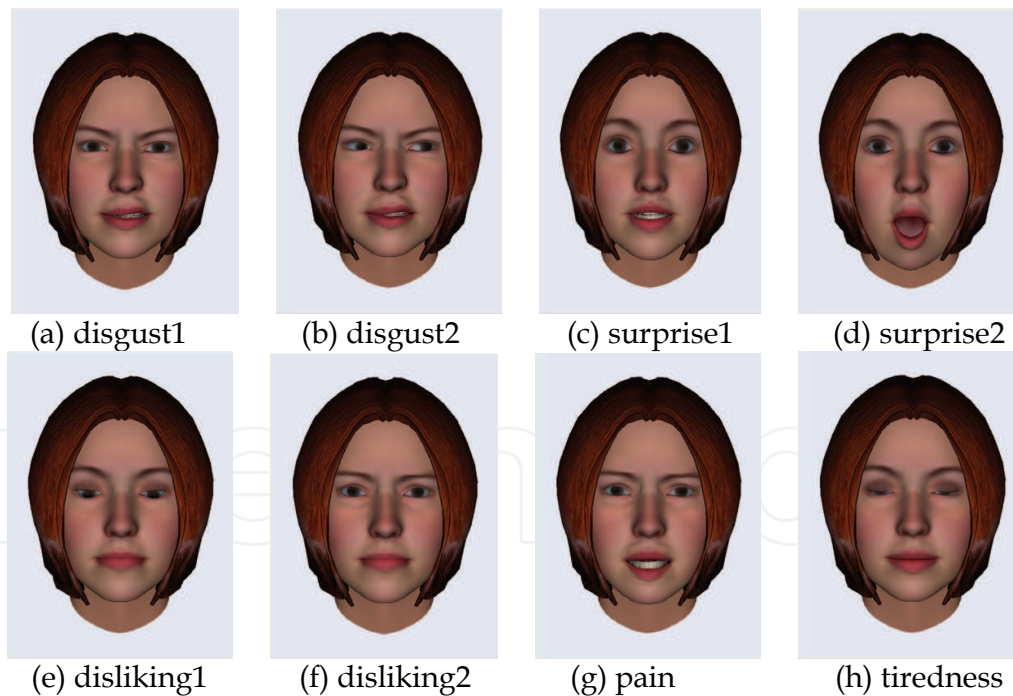 (a) disgust1 (b) disgust2 (c) surprise1 (d) surprise2
(e) disliking1 (f) disliking2 (g) pain (h) tiredness